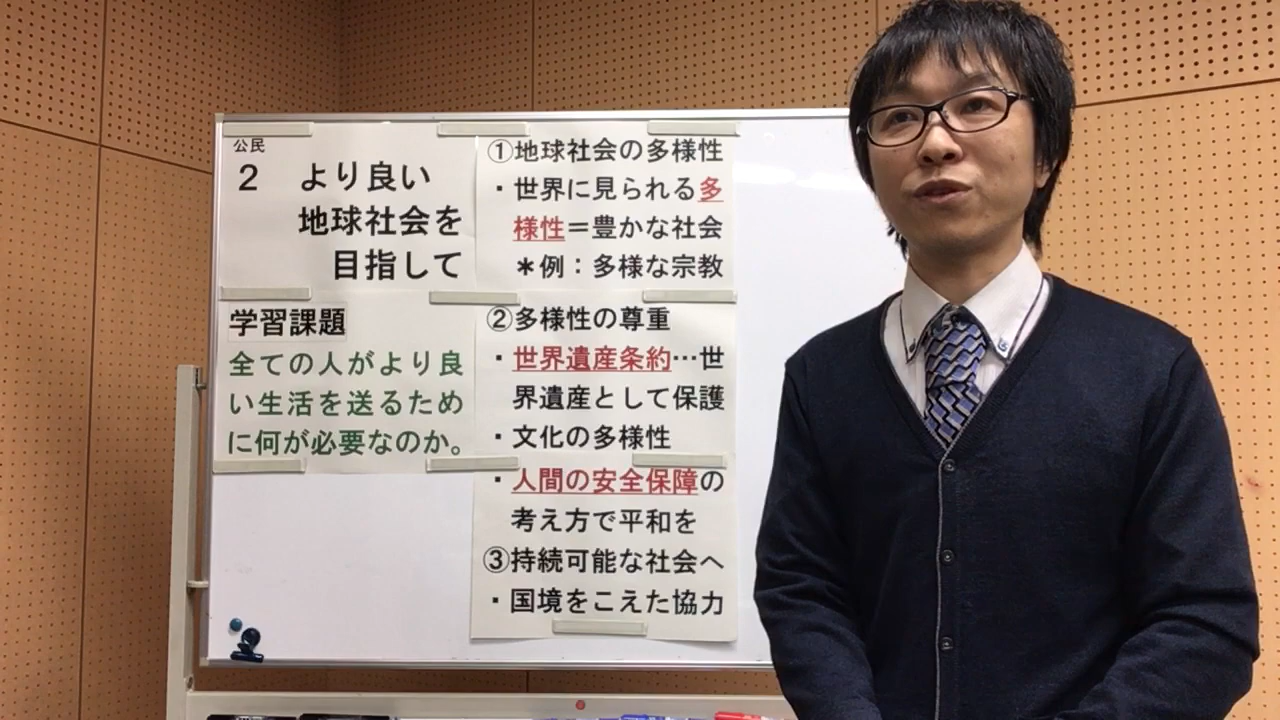 公民
2 より良い
地球社会を
目指して
学習課題
全ての人がより良
い生活を送るため
に何が必要なのか。
①地球社会の多様性
・世界に見られる多
様性＝豊かな社会
＊例：多様な宗教
②多様性の尊重
・世界遺産条約…世
界遺産として保護
・文化の多様性
・人間の安全保障の
考え方で平和を
③持続可能な社会へ
・国境をこえた協力